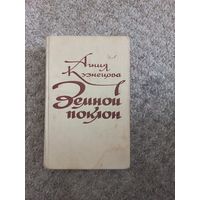 Агния
Кузнецова
Земной
поклон